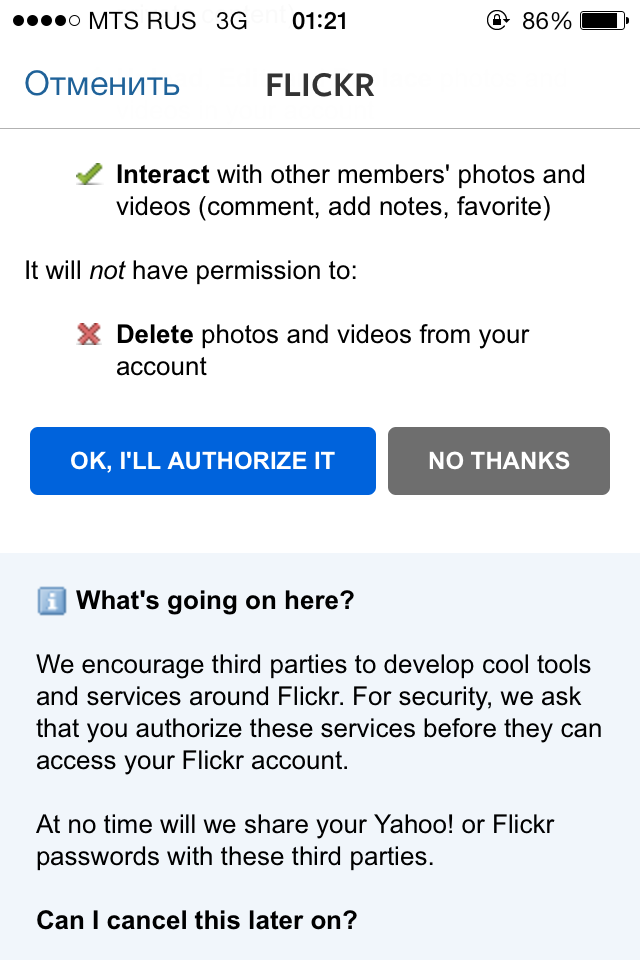 MTS RUS 3G 01:21 86%
Отменить FLICKR
Interact with other members' photos and
videos (comment, add notes, favorite)
It will not have permission to:
Delete photos and videos from your
account
OK, I'LL AUTHORIZE IT NO THANKS
What's going on here?
We encourage third parties to develop cool tools
and services around Flickr. For security, we ask
that you authorize these services before they can
access your Flickr account.
At no time will we share your Yahoo! or Flickr
passwords with these third parties.
Can I cancel this later on?